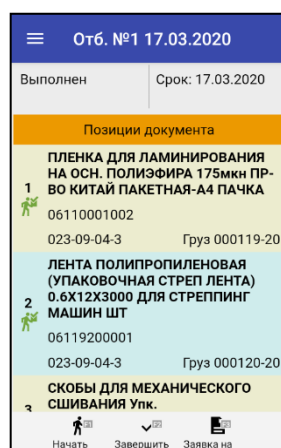 Отб. №1 17.03.2020
Выполнен
Срок: 17.03.2020
Позиции документа
ПЛЕНКА ДЛЯ ЛАМИНИРОВАНИЯ
НА ОСН. ПОЛИЭФИРА 175мкн ПР-
ВО КИТАЙ ПАКЕТНАЯ-А4 ПАЧКА
1
06110001002
023-09-04-3 Груз 000119-20
ЛЕНТА ПОЛИПРОПИЛЕНОВАЯ
(УПАКОВОЧНАЯ СТРЕП ЛЕНТА)
0.6Х12Х3000 ДЛЯ СТРЕППИНГ
МАШИН ШТ
2
06119200001
023-09-04-3 Груз 000120-20
СКОБЫ ДЛЯ МЕХАНИЧЕСКОГО
СШИВАНИЯ Упк.
3
Начать Завершить Заявка на